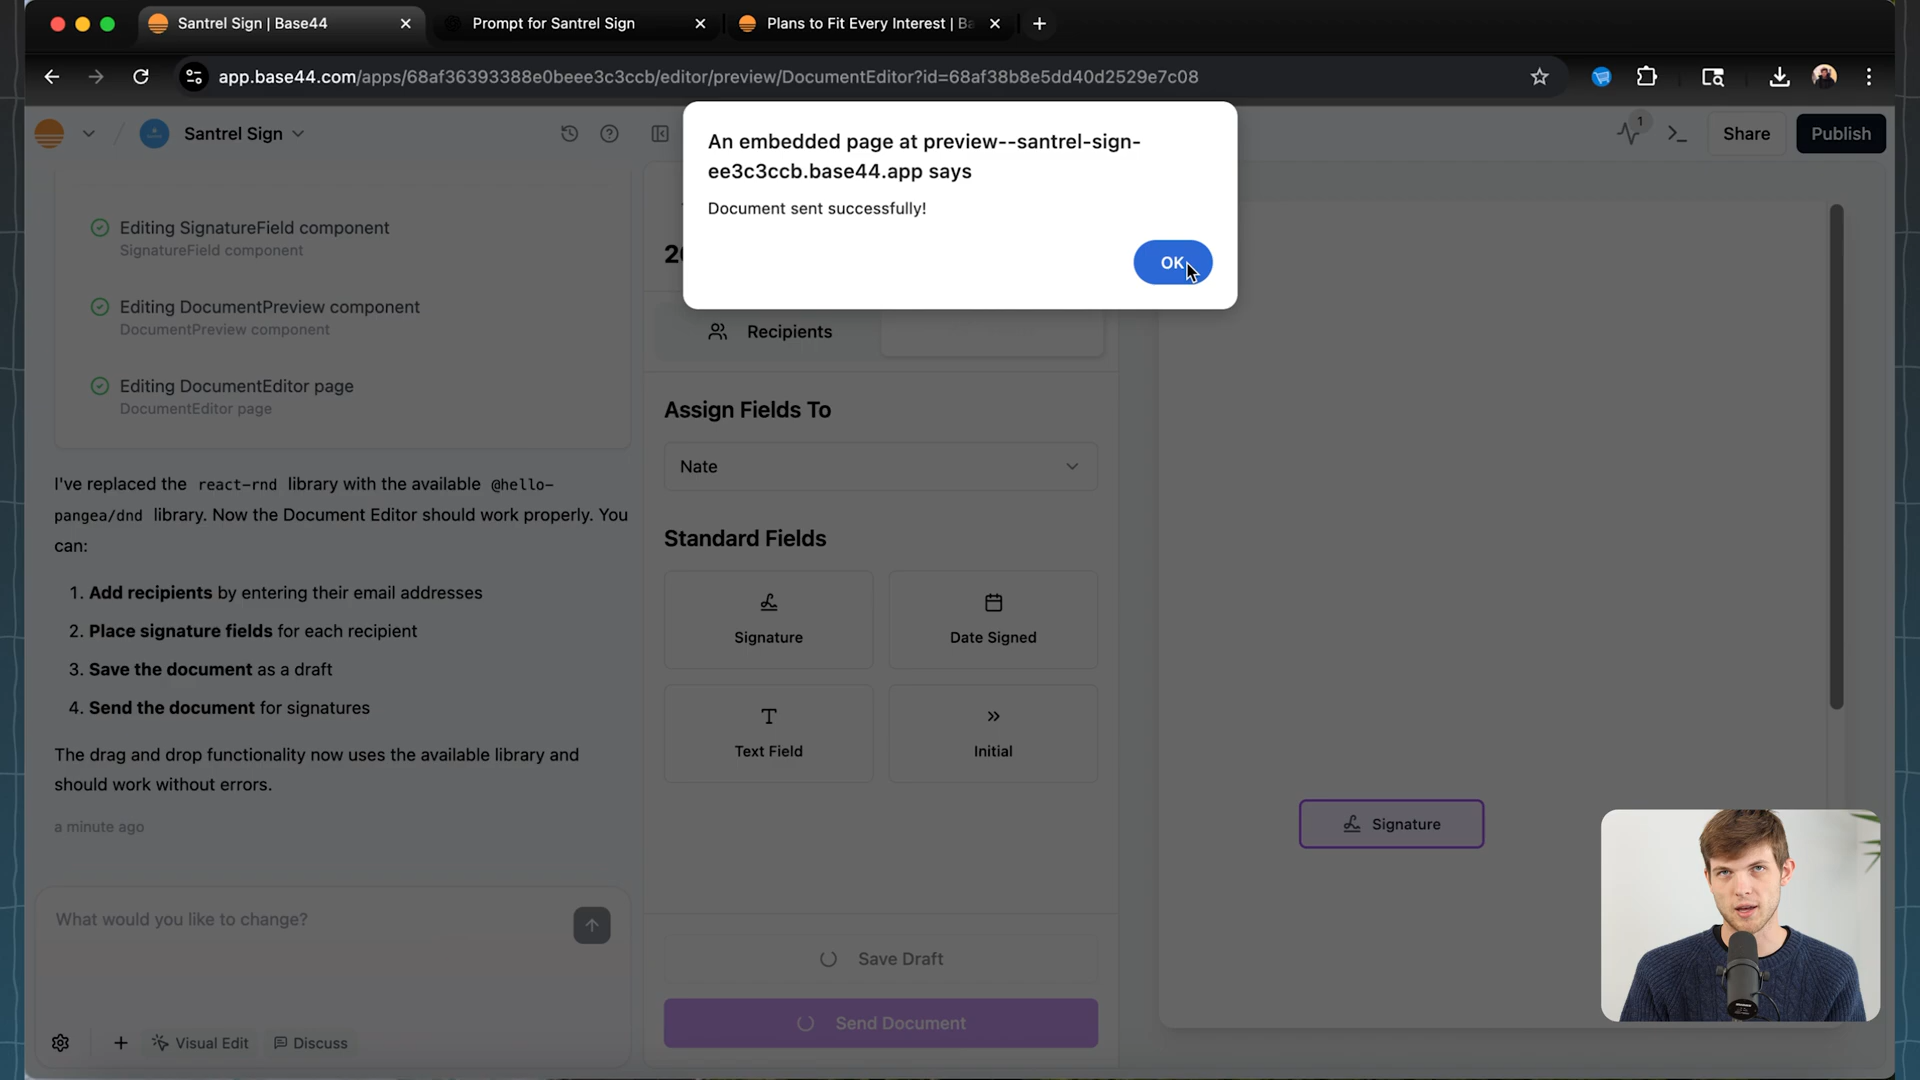 Santrel Sign | Base44
Prompt for Santrel Sign
Plans to Fit Every Interest | Ba
app.base44.com/apps/68af36393388e0beee3c3ccb/editor/preview/DocumentEditor?id=68af38b8e5dd40d2529e7c08
Santrel Sign
1
Share
Publish
An embedded page at preview--santrel-sign-
ee3c3ccb.base44.app says
Document sent successfully!
OK
Editing SignatureField component
SignatureField component
Editing DocumentPreview component
DocumentPreview component
Editing DocumentEditor page
DocumentEditor page
I've replaced the react-rnd library with the available @hello-
pangea/dnd library. Now the Document Editor should work properly. You
can:
1. Add recipients by entering their email addresses
2. Place signature fields for each recipient
3. Save the document as a draft
4. Send the document for signatures
The drag and drop functionality now uses the available library and
should work without errors.
a minute ago
What would you like to change?
Visual Edit
Discuss
Recipients
Assign Fields To
Nate
Standard Fields
Signature
Date Signed
Text Field
Initial
Save Draft
Send Document
Signature